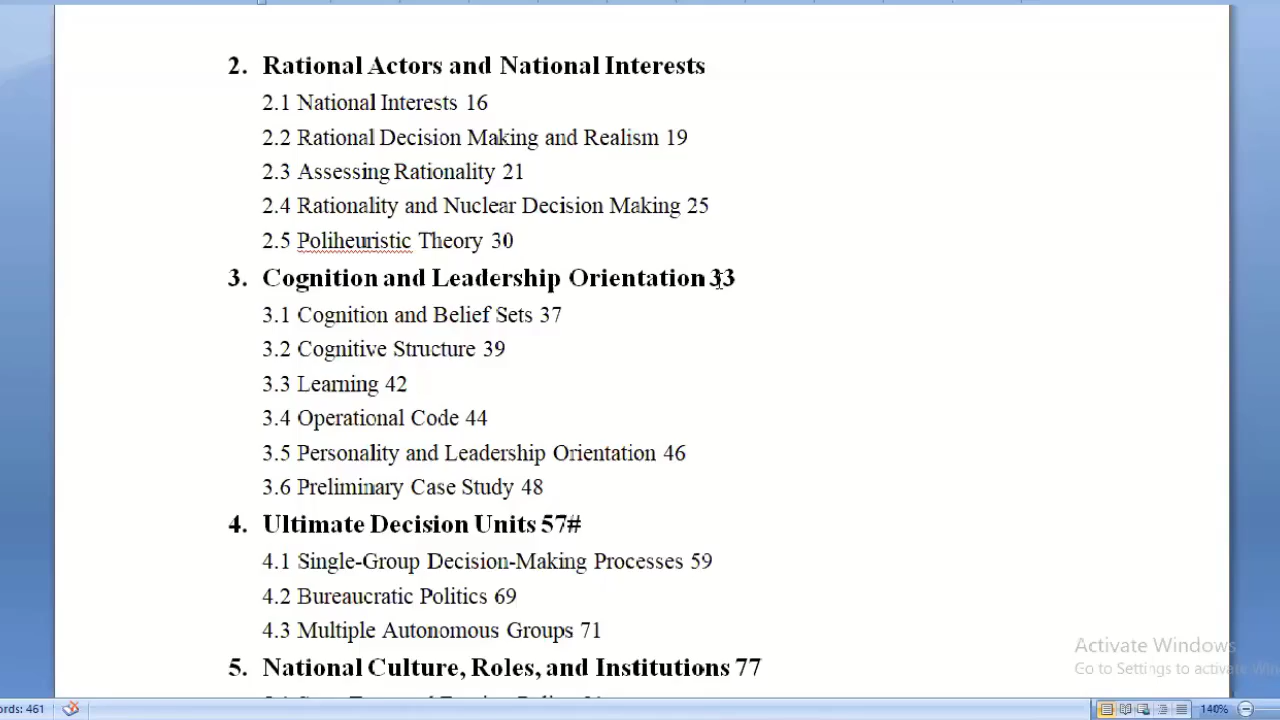 2. Rational Actors and National Interests
2.1 National Interests 16
2.2 Rational Decision Making and Realism 19
2.3 Assessing Rationality 21
2.4 Rationality and Nuclear Decision Making 25
2.5 Poliheuristic Theory 30
3. Cognition and Leadership Orientation 33
3.1 Cognition and Belief Sets 37
3.2 Cognitive Structure 39
3.3 Learning 42
3.4 Operational Code 44
3.5 Personality and Leadership Orientation 46
3.6 Preliminary Case Study 48
4. Ultimate Decision Units 57#
4.1 Single-Group Decision-Making Processes 59
4.2 Bureaucratic Politics 69
4.3 Multiple Autonomous Groups 71
5. National Culture, Roles, and Institutions 77
Activate Windows
Go to Settings to activate Win
ords: 461
140%